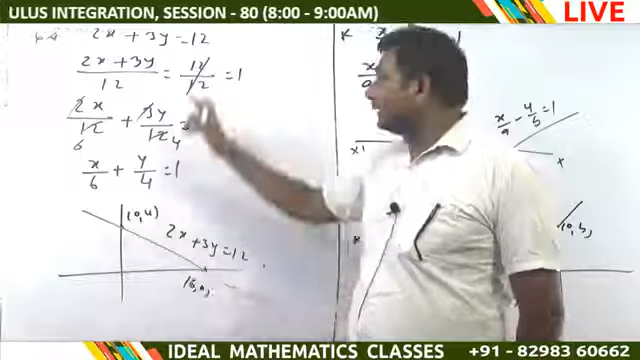 ULUS INTEGRATION, SESSION - 80 (8:00 - 9:00AM)
LIVE
2x + 3y = 12
2x + 3y / 12 = 12 / 12 = 1
2x / 12 + 3y / 12 =
6 4
x/6 + y/4 = 1
(0,4)
2x + 3y = 12
(6,0)
x/a - y/b = 1
x
x
x'
(0,b)
IDEAL MATHEMATICS CLASSES
+91 - 82983 60662